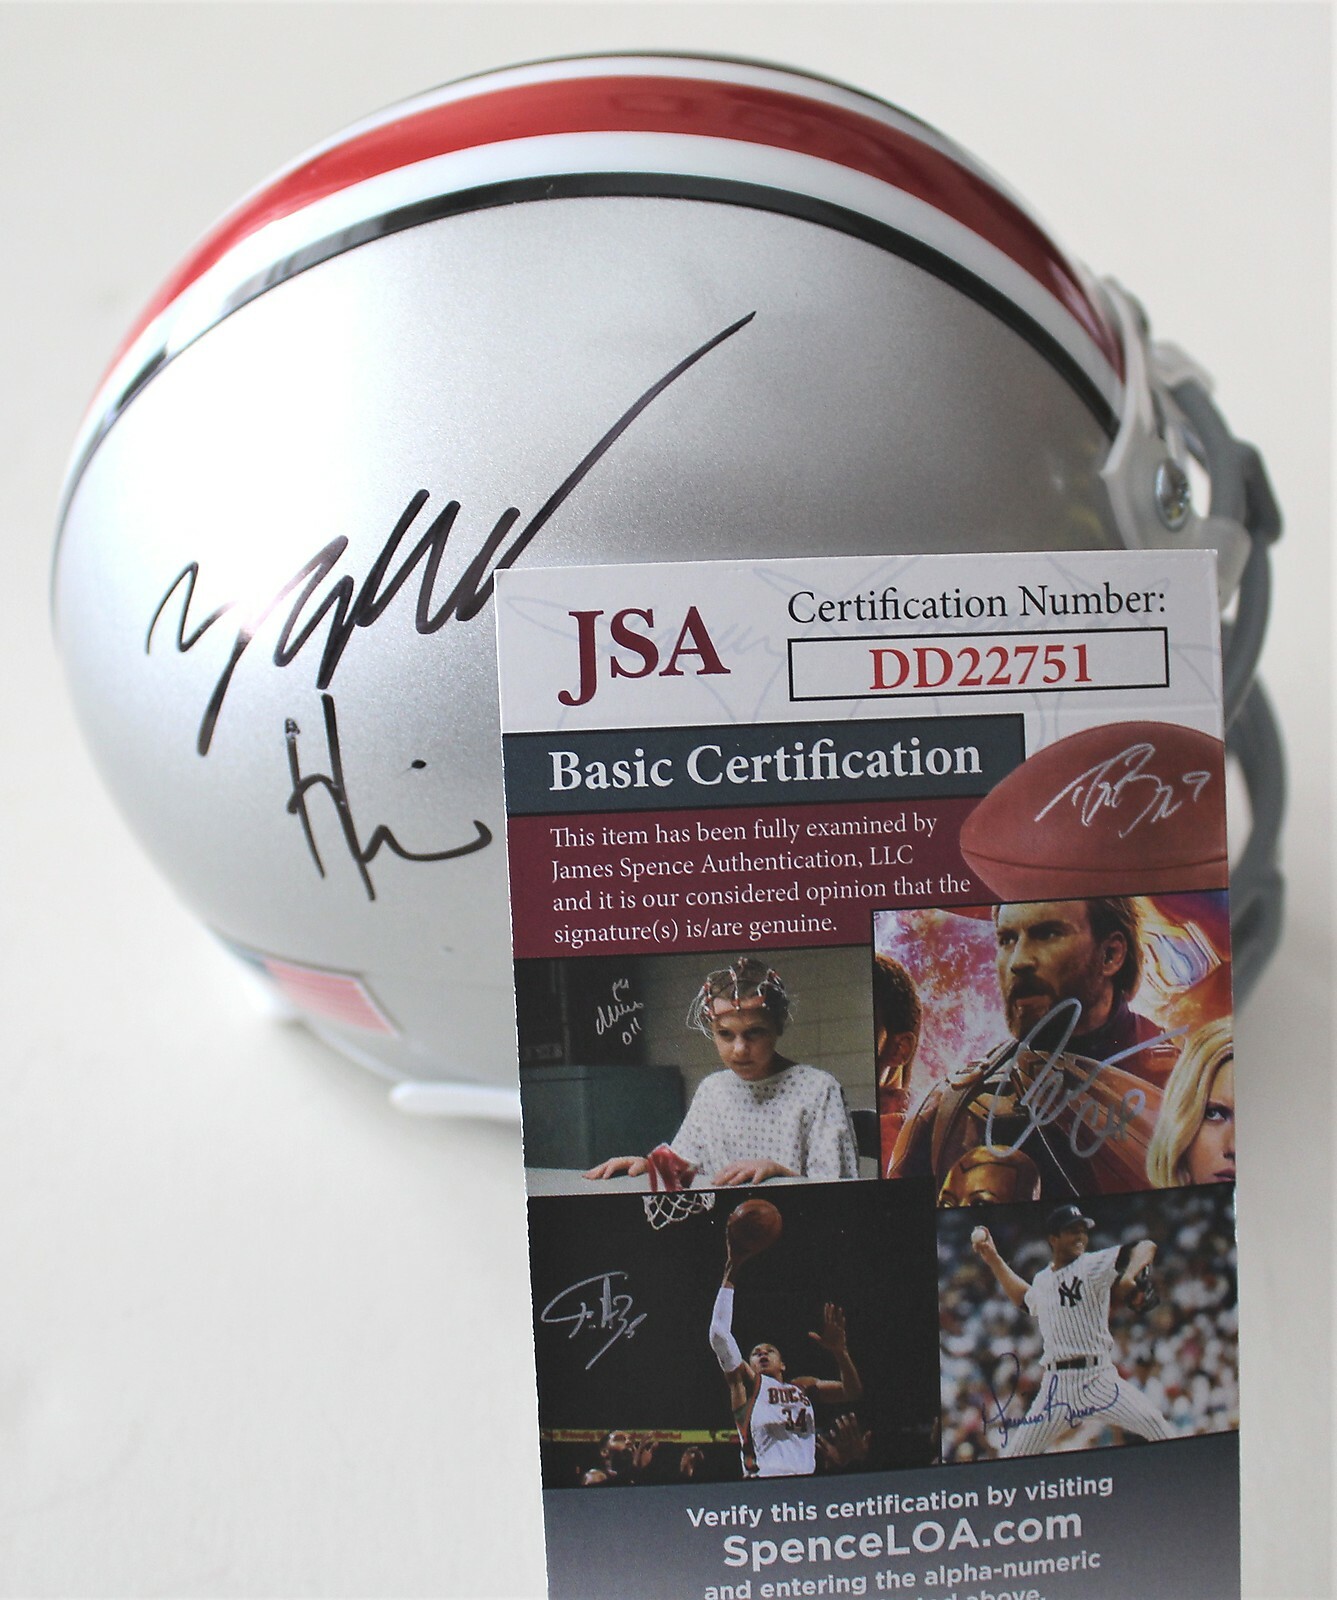 JSA
Certification Number:
DD22751
Basic Certification
This item has been fully examined by
James Spence Authentication, LLC
and it is our considered opinion that the
signature(s) is/are genuine.
BUCKS
34
NY
Verify this certification by visiting
SpenceLOA.com
and entering the alpha-numeric
above.